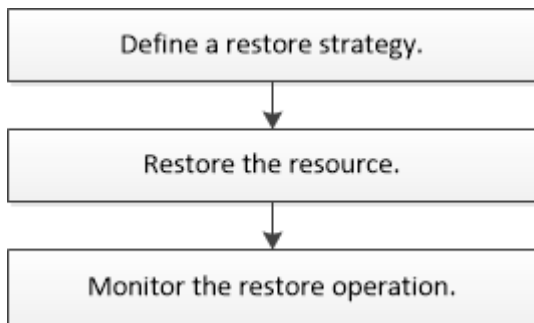 Define a restore strategy.
Restore the resource.
Monitor the restore operation.